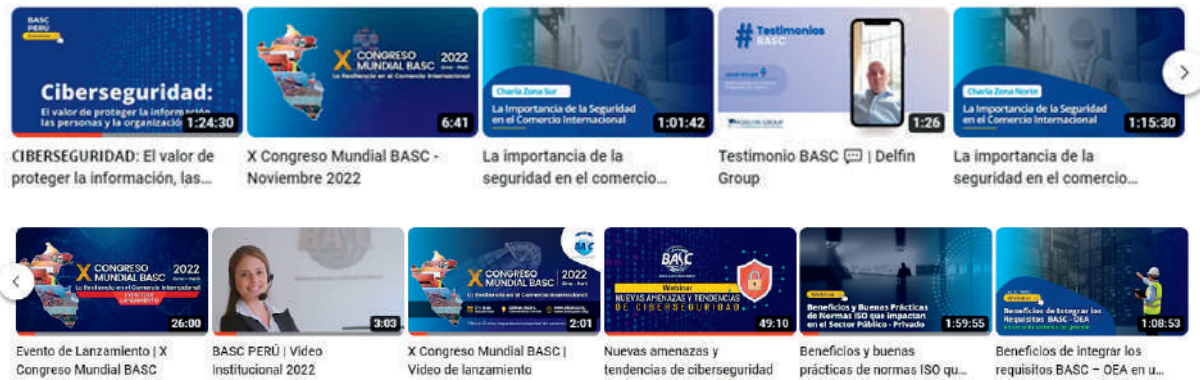 BASC
PERÚ
Ciberseguridad:
El valor de proteger la información,
las personas y la organización
1:24:30
CIBERSEGURIDAD: El valor de
proteger la información, las...
X CONGRESO
MUNDIAL BASC
2022
Lima - Perú
La Resiliencia en el Comercio Internacional
6:41
X Congreso Mundial BASC -
Noviembre 2022
Charla Zona Sur
La Importancia de la Seguridad
en el Comercio Internacional
1:01:42
La importancia de la
seguridad en el comercio...
# Testimonios
BASC
1:26
Testimonio BASC 💬 | Delfin
Group
Charla Zona Norte
La Importancia de la Seguridad
en el Comercio Internacional
1:15:30
La importancia de la
seguridad en el comercio...
X CONGRESO
MUNDIAL BASC
2022
Lima - Perú
La Resiliencia en el Comercio Internacional
LANZAMIENTO
26:00
Evento de Lanzamiento | X
Congreso Mundial BASC
BASC
3:03
BASC PERÚ | Video
Institucional 2022
BASC
X CONGRESO
MUNDIAL BASC
2022
Lima - Perú
La Resiliencia en el Comercio Internacional
2:01
X Congreso Mundial BASC |
Video de lanzamiento
BASC
Webinar
NUEVAS AMENAZAS Y TENDENCIAS
DE CIBERSEGURIDAD
49:10
Nuevas amenazas y
tendencias de ciberseguridad
Webinar
Beneficios y Buenas Prácticas
de Normas ISO que impactan
en el Sector Público - Privado
1:59:55
Beneficios y buenas
prácticas de normas ISO qu...
Webinar
Beneficios de Integrar los
Requisitos BASC - OEA
1:08:53
Beneficios de integrar los
requisitos BASC – OEA en u...